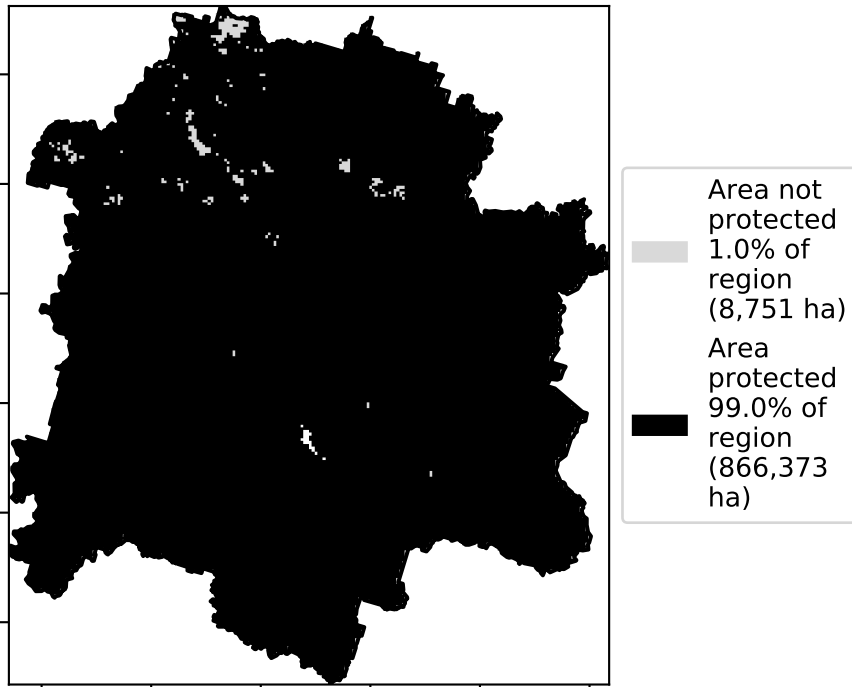 Area not
protected
1.0% of
region
(8,751 ha)
Area
protected
99.0% of
region
(866,373
ha)